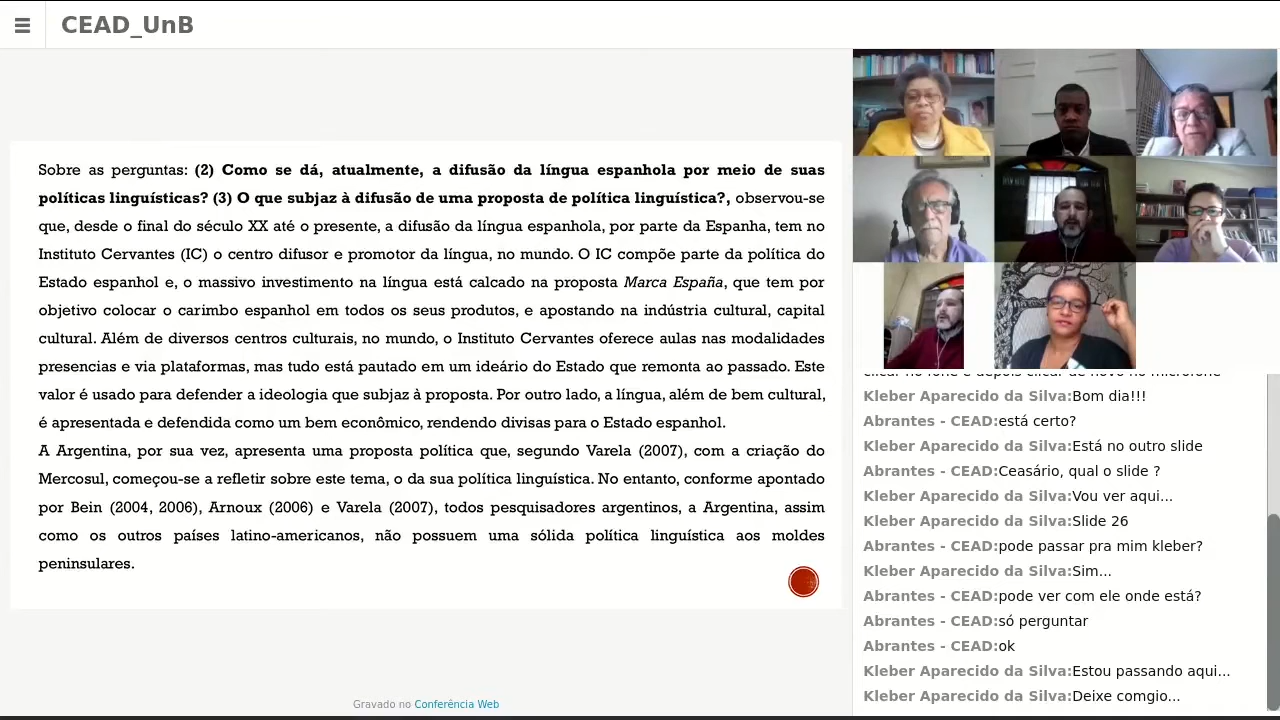 CEAD_UnB
Sobre as perguntas: (2) Como se dá, atualmente, a difusão da língua espanhola por meio de suas
políticas linguísticas? (3) O que subjaz à difusão de uma proposta de política linguística?, observou-se
que, desde o final do século XX até o presente, a difusão da língua espanhola, por parte da Espanha, tem no
Instituto Cervantes (IC) o centro difusor e promotor da língua, no mundo. O IC compõe parte da política do
Estado espanhol e, o massivo investimento na língua está calcado na proposta Marca España, que tem por
objetivo colocar o carimbo espanhol em todos os seus produtos, e apostando na indústria cultural, capital
cultural. Além de diversos centros culturais, no mundo, o Instituto Cervantes oferece aulas nas modalidades
presencias e via plataformas, mas tudo está pautado em um ideário do Estado que remonta ao passado. Este
valor é usado para defender a ideologia que subjaz à proposta. Por outro lado, a língua, além de bem cultural,
é apresentada e defendida como um bem econômico, rendendo divisas para o Estado espanhol.
A Argentina, por sua vez, apresenta uma proposta política que, segundo Varela (2007), com a criação do
Mercosul, começou-se a refletir sobre este tema, o da sua política linguística. No entanto, conforme apontado
por Bein (2004, 2006), Arnoux (2006) e Varela (2007), todos pesquisadores argentinos, a Argentina, assim
como os outros países latino-americanos, não possuem uma sólida política linguística aos moldes
peninsulares.
Gravado no Conferência Web
clicar no fone e depois clicar de novo no microfone
Kleber Aparecido da Silva:Bom dia!!!
Abrantes - CEAD:está certo?
Kleber Aparecido da Silva:Está no outro slide
Abrantes - CEAD:Ceasário, qual o slide ?
Kleber Aparecido da Silva:Vou ver aqui...
Kleber Aparecido da Silva:Slide 26
Abrantes - CEAD:pode passar pra mim kleber?
Kleber Aparecido da Silva:Sim...
Abrantes - CEAD:pode ver com ele onde está?
Abrantes - CEAD:só perguntar
Abrantes - CEAD:ok
Kleber Aparecido da Silva:Estou passando aqui...
Kleber Aparecido da Silva:Deixe comgio...